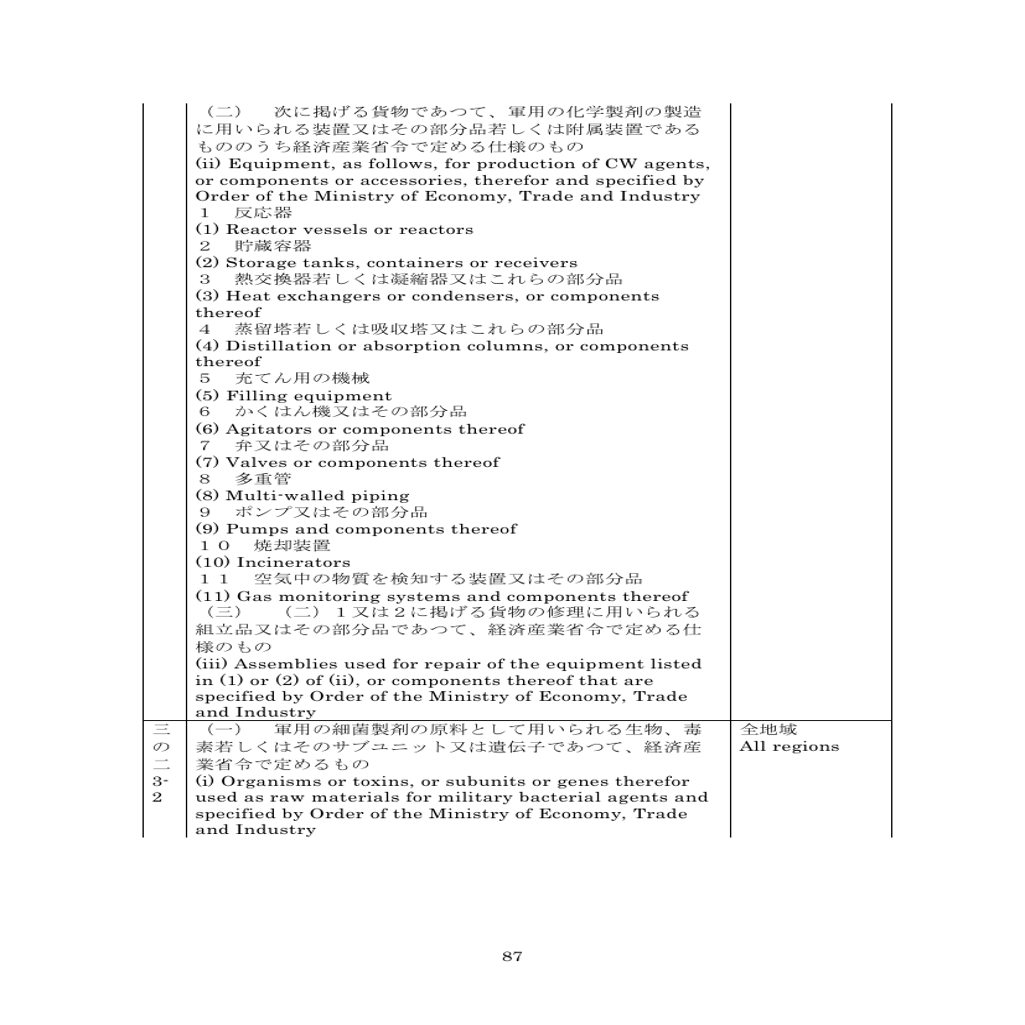 （二）　次に掲げる貨物であつて、軍用の化学製剤の製造
に用いられる装置又はその部分品若しくは附属装置である
もののうち経済産業省令で定める仕様のもの
(ii) Equipment, as follows, for production of CW agents,
or components or accessories, therefor and specified by
Order of the Ministry of Economy, Trade and Industry
１　反応器
(1) Reactor vessels or reactors
２　貯蔵容器
(2) Storage tanks, containers or receivers
３　熱交換器若しくは凝縮器又はこれらの部分品
(3) Heat exchangers or condensers, or components
thereof
４　蒸留塔若しくは吸収塔又はこれらの部分品
(4) Distillation or absorption columns, or components
thereof
５　充てん用の機械
(5) Filling equipment
６　かくはん機又はその部分品
(6) Agitators or components thereof
７　弁又はその部分品
(7) Valves or components thereof
８　多重管
(8) Multi-walled piping
９　ポンプ又はその部分品
(9) Pumps and components thereof
１０　焼却装置
(10) Incinerators
１１　空気中の物質を検知する装置又はその部分品
(11) Gas monitoring systems and components thereof
（三）　（二）１又は２に掲げる貨物の修理に用いられる
組立品又はその部分品であつて、経済産業省令で定める仕
様のもの
(iii) Assemblies used for repair of the equipment listed
in (1) or (2) of (ii), or components thereof that are
specified by Order of the Ministry of Economy, Trade
and Industry
三
の
二
3-
2
（一）　軍用の細菌製剤の原料として用いられる生物、毒
素若しくはそのサブユニット又は遺伝子であつて、経済産
業省令で定めるもの
(i) Organisms or toxins, or subunits or genes therefor
used as raw materials for military bacterial agents and
specified by Order of the Ministry of Economy, Trade
and Industry
全地域
All regions
87